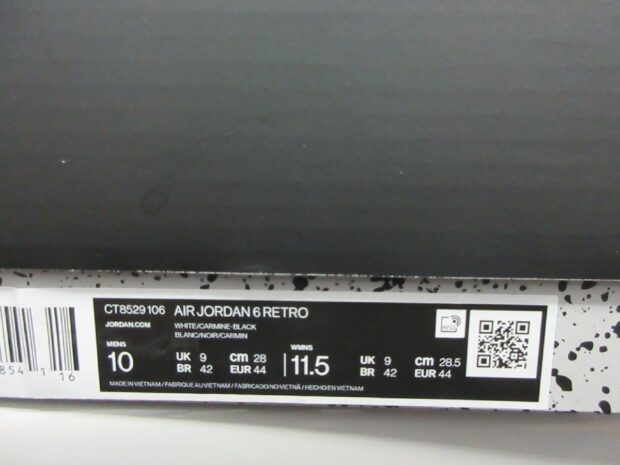 CT8529 106 AIR JORDAN 6 RETRO
JORDAN.COM WHITE/CARMINE-BLACK
BLANC/NOIR/CARMIN
MENS WMNS
10 UK 9 cm 28 11.5 UK 9 cm 28.5
BR 42 EUR 44 BR 42 EUR 44
MADE IN VIETNAM / FABRIQUE AU VIETNAM / FABRICADO NO VIETNÃ / HECHO EN VIETNAM
854 1 16